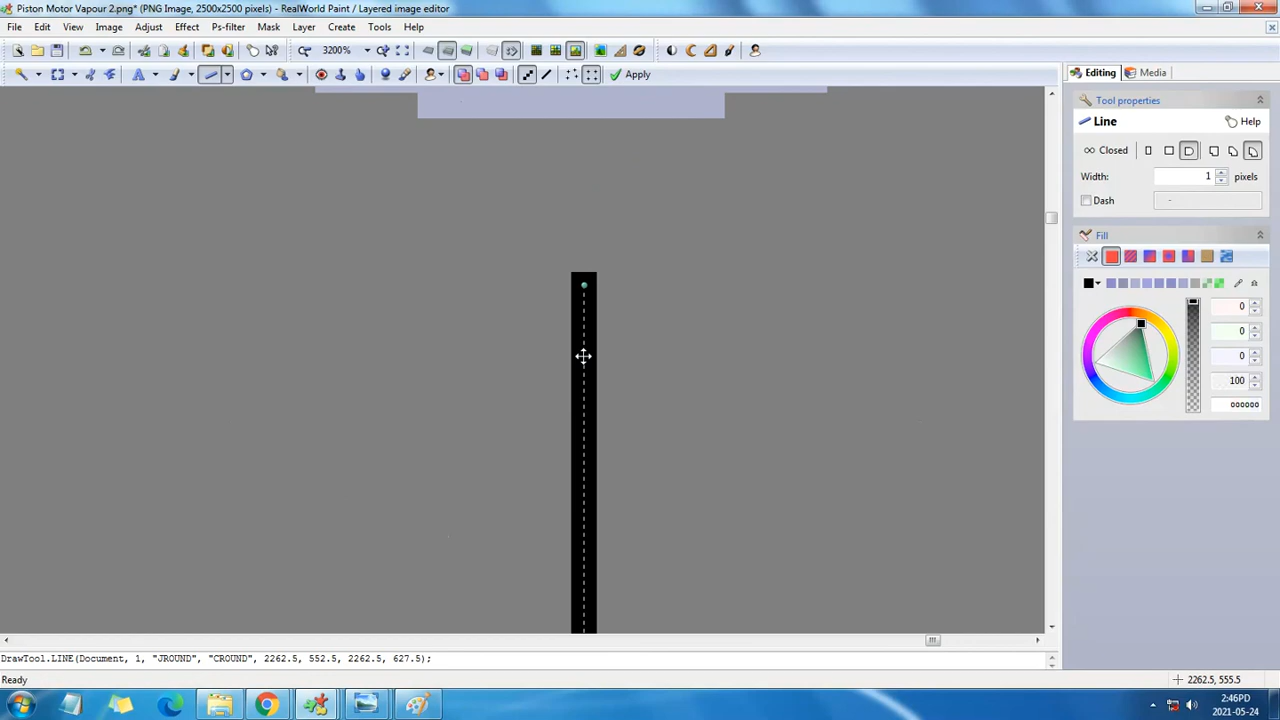 Piston Motor Vapour 2.png* (PNG Image, 2500x2500 pixels) - RealWorld Paint / Layered image editor
File Edit View Image Adjust Effect Ps-filter Mask Layer Create Tools Help
3200%
Apply
Editing Media
Tool properties
Line Help
Closed
Width: 1 pixels
Dash -
Fill
0
0
0
100
000000
DrawTool.LINE(Document, 1, "JROUND", "CROUND", 2262.5, 552.5, 2262.5, 627.5);
Ready 2262.5, 555.5
2:46PD
2021-05-24